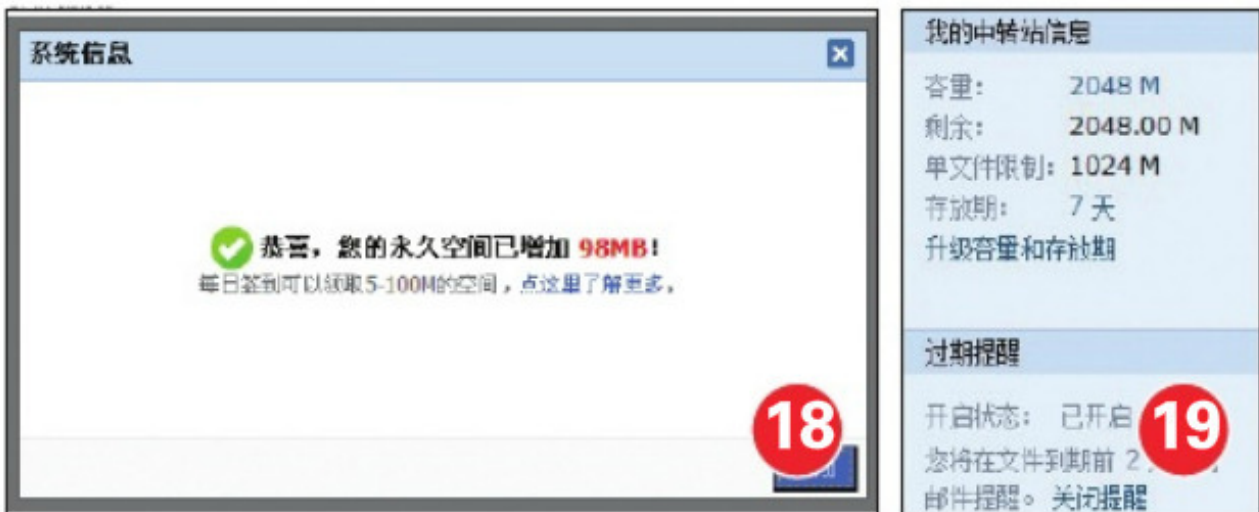 系统信息
恭喜，您的永久空间已增加 98MB！
每日签到可以领取5-100M的空间，点这里了解更多。
18
我的中转站信息
容量： 2048 M
剩余： 2048.00 M
单文件限制：1024 M
存放期： 7 天
升级容量和存放期
过期提醒
开启状态： 已开启
19
您将在文件到期前 2
邮件提醒。 关闭提醒